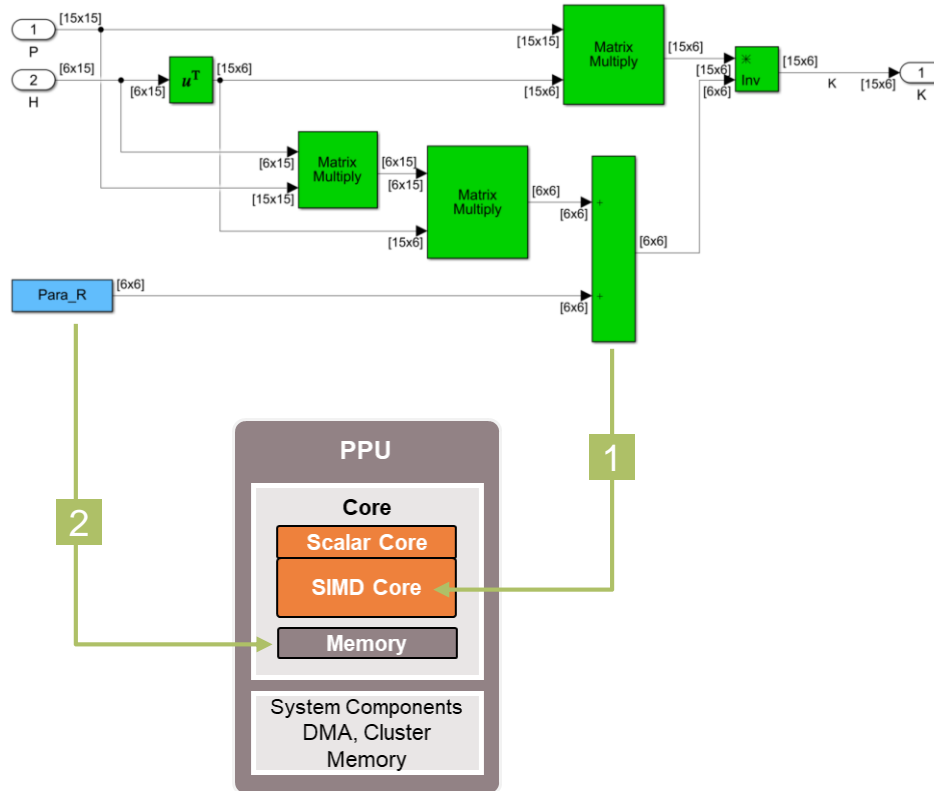 [15x15]
1
P
[15x15]
Matrix
Multiply
[15x6]
[15x6]
[15x6]
*
Inv
[6x6]
[15x6]
K
[15x6]
1
K
2
H
[6x15]
[6x15]
uT
[15x6]
[6x15]
[15x15]
Matrix
Multiply
[6x15]
[6x15]
[15x6]
Matrix
Multiply
[6x6]
[6x6]
+
+
[6x6]
[6x6]
Para_R
[6x6]
1
2
PPU
Core
Scalar Core
SIMD Core
Memory
System Components
DMA, Cluster
Memory